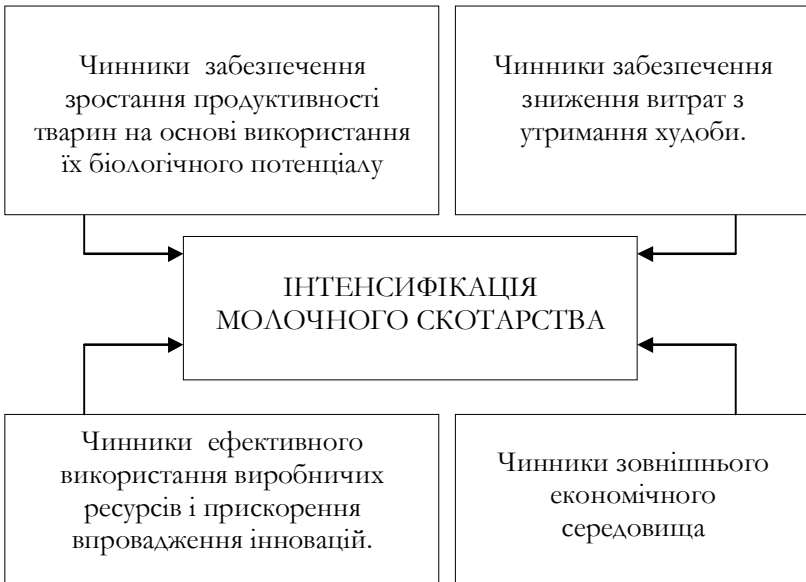 Чинники забезпечення
зростання продуктивності
тварин на основі використання
їх біологічного потенціалу
Чинники забезпечення
зниження витрат з
утримання худоби.
ІНТЕНСИФІКАЦІЯ
МОЛОЧНОГО СКОТАРСТВА
Чинники ефективного
використання виробничих
ресурсів і прискорення
впровадження інновацій.
Чинники зовнішнього
економічного
середовища